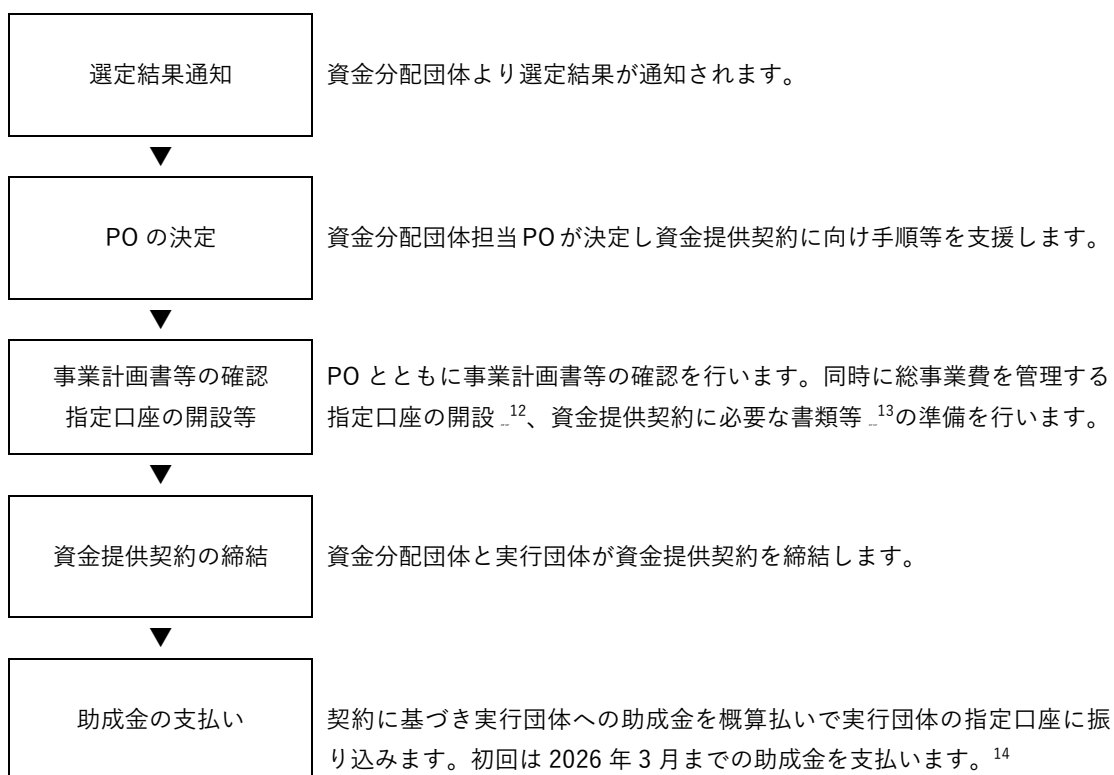 選定結果通知
資金分配団体より選定結果が通知されます。
▼
PO の決定
資金分配団体担当 PO が決定し資金提供契約に向け手順等を支援します。
▼
事業計画書等の確認
指定口座の開設等
PO とともに事業計画書等の確認を行います。同時に総事業費を管理する
指定口座の開設 12、資金提供契約に必要な書類等 13の準備を行います。
▼
資金提供契約の締結
資金分配団体と実行団体が資金提供契約を締結します。
▼
助成金の支払い
契約に基づき実行団体への助成金を概算払いで実行団体の指定口座に振
り込みます。初回は 2026 年 3 月までの助成金を支払います。14